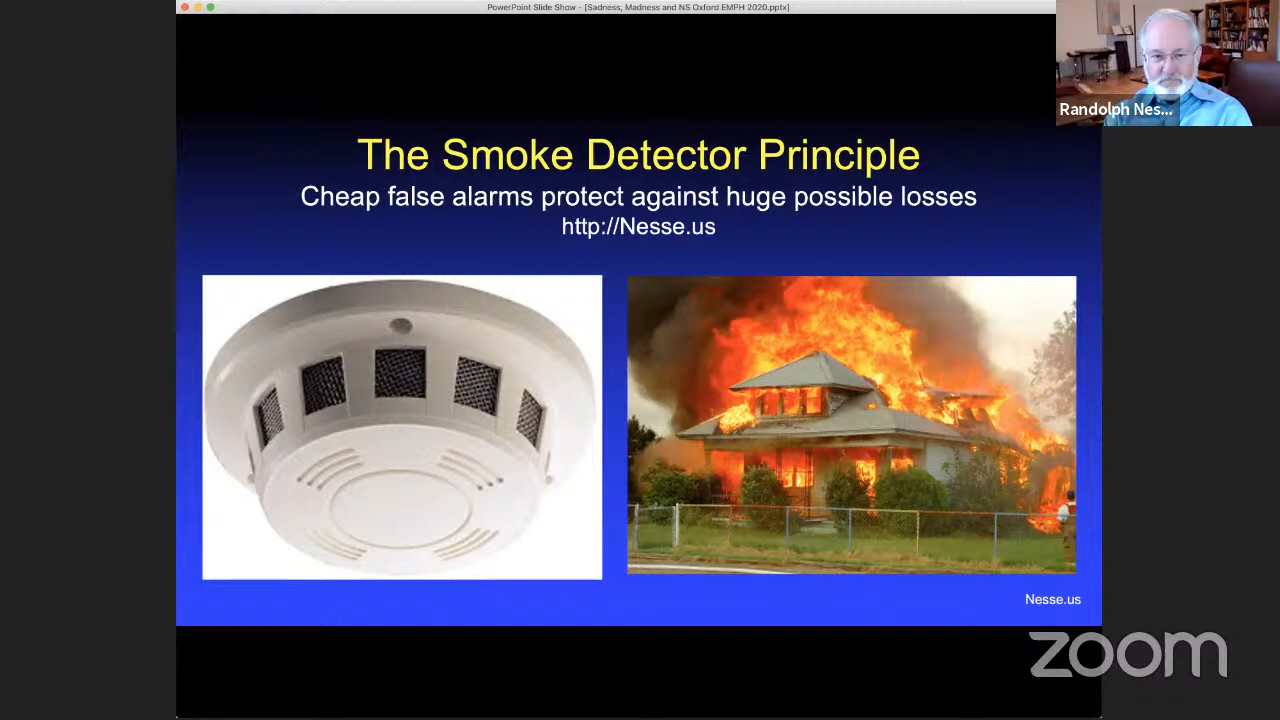 PowerPoint Slide Show - [Sadness, Madness and NS Oxford EMPH 2020.pptx]
Randolph Nes...
The Smoke Detector Principle
Cheap false alarms protect against huge possible losses
http://Nesse.us
Nesse.us
zoom